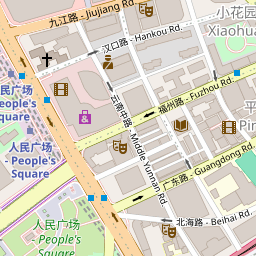 九江路 - Jiujiang Rd.
小花园
Xiaohua
汉口路 - Hankou Rd.
人民广场
People's
Square
福州路 - Fuzhou Rd.
云南中路 - Middle Yunnan Rd
平
Pin
人民广场
- People's
Square
广东路 - Guangdong Rd.
人民广场
- People's
Square
北海路 - Beihai Rd.